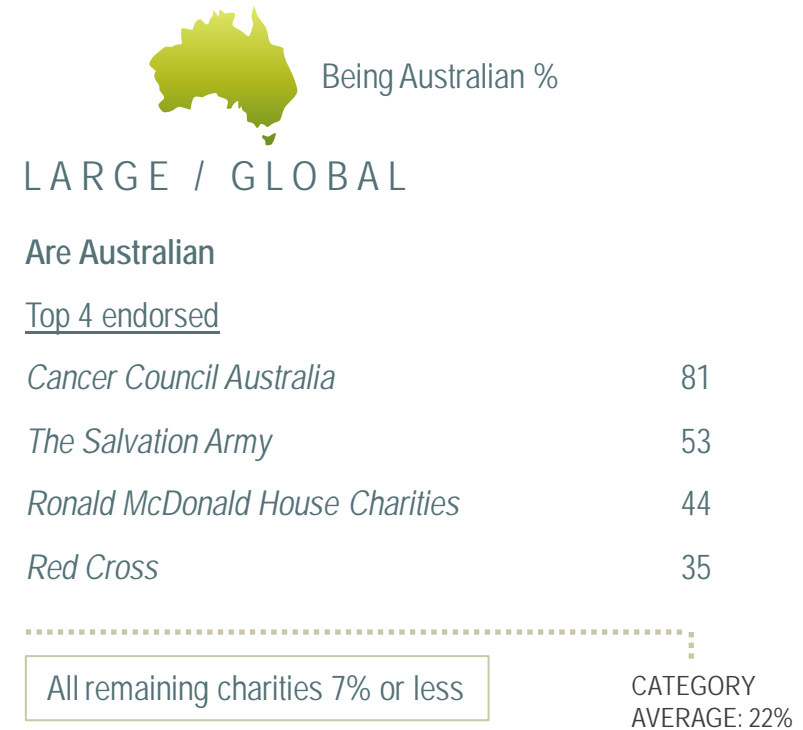 Being Australian %
LARGE / GLOBAL
Are Australian
Top 4 endorsed
Cancer Council Australia 81
The Salvation Army 53
Ronald McDonald House Charities 44
Red Cross 35
All remaining charities 7% or less
CATEGORY
AVERAGE: 22%